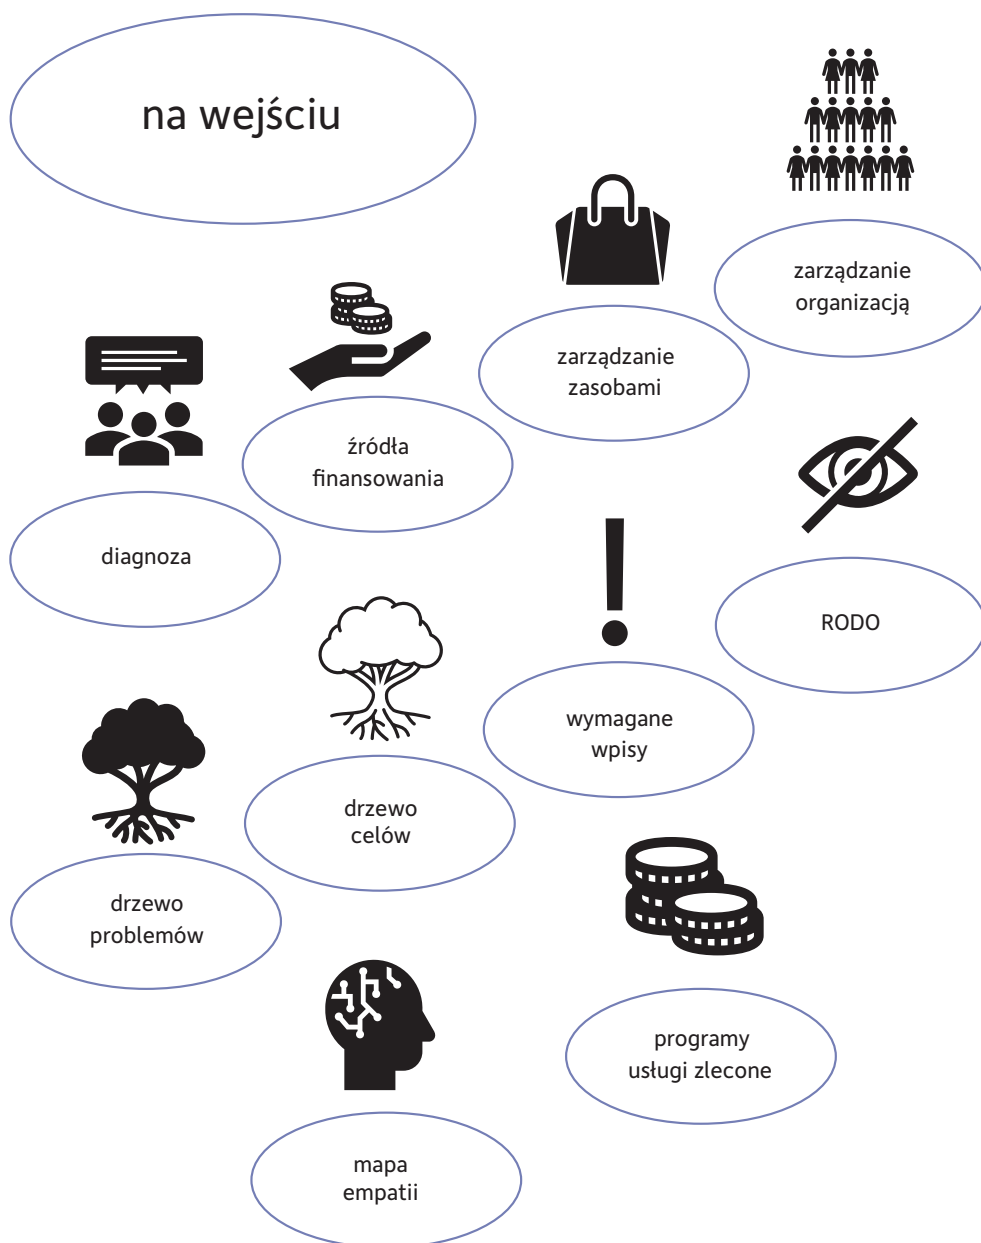 na wejściu
zarządzanie
organizacją
zarządzanie
zasobami
źródła
finansowania
diagnoza
RODO
wymagane
wpisy
drzewo
celów
drzewo
problemów
programy
usługi zlecone
mapa
empatii